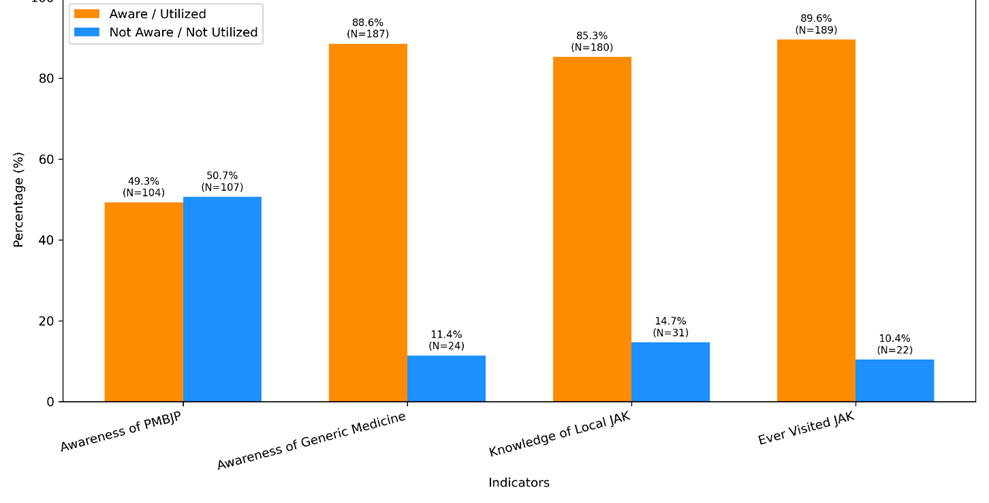 100
Aware / Utilized
Not Aware / Not Utilized
88.6%
(N=187)
85.3%
(N=180)
89.6%
(N=189)
80
60
49.3%
(N=104)
50.7%
(N=107)
40
20
11.4%
(N=24)
14.7%
(N=31)
10.4%
(N=22)
0
Percentage (%)
Awareness of PMBJP
Awareness of Generic Medicine
Knowledge of Local JAK
Ever Visited JAK
Indicators